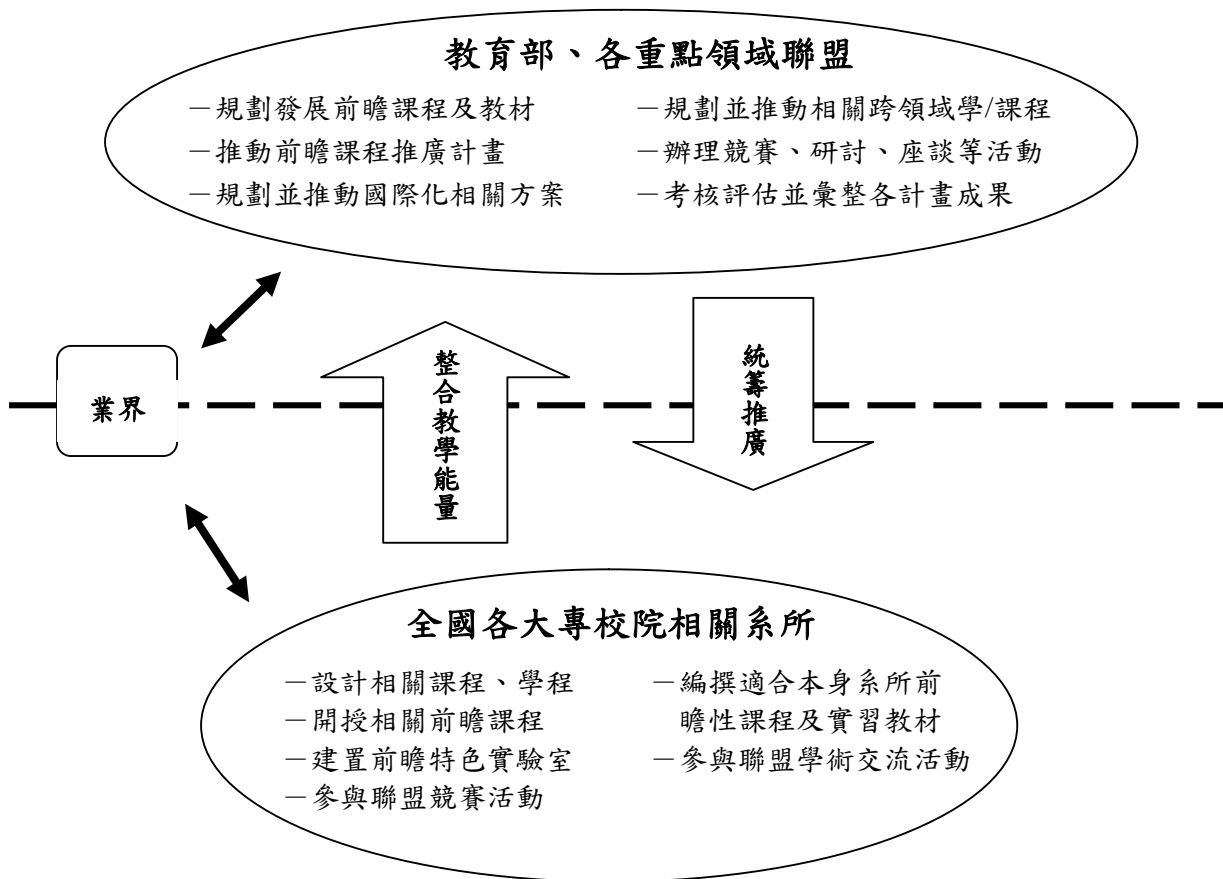 教育部、各重點領域聯盟
－規劃發展前瞻課程及教材
－推動前瞻課程推廣計畫
－規劃並推動國際化相關方案
－規劃並推動相關跨領域學/課程
－辦理競賽、研討、座談等活動
－考核評估並彙整各計畫成果
業界
整合教學能量
統籌推廣
全國各大專校院相關系所
－設計相關課程、學程
－開授相關前瞻課程
－建置前瞻特色實驗室
－參與聯盟競賽活動
－編撰適合本身系所前
瞻性課程及實習教材
－參與聯盟學術交流活動